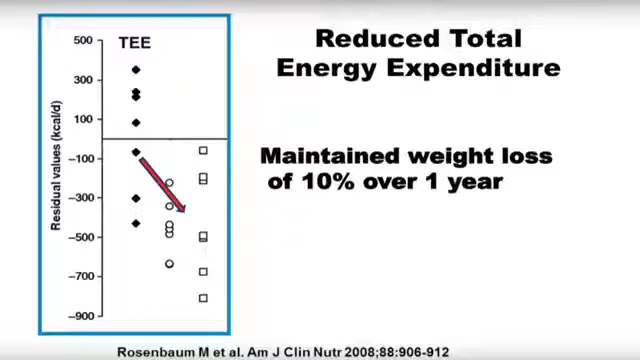 Reduced Total
Energy Expenditure
TEE
Residual values (kcal/d)
500
300
100
−100
−300
−500
−700
−900
Maintained weight loss
of 10% over 1 year
Rosenbaum M et al. Am J Clin Nutr 2008;88:906-912